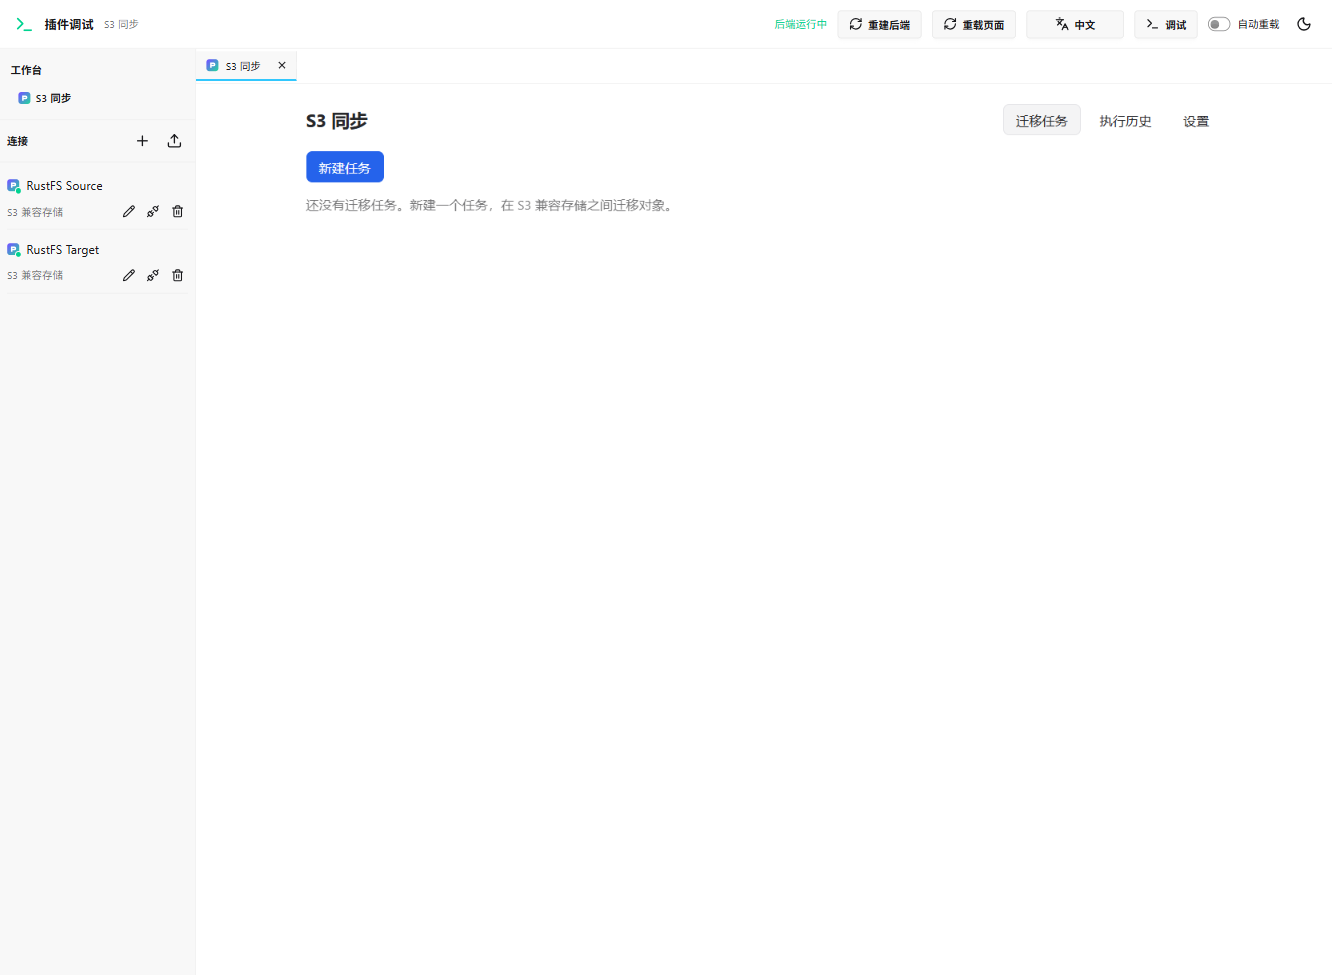 插件调试 S3 同步 后端运行中 重建后端 重载页面 中文 调试 自动重载
工作台
S3 同步
连接
RustFS Source
S3 兼容存储
RustFS Target
S3 兼容存储
S3 同步
S3 同步 迁移任务 执行历史 设置
新建任务
还没有迁移任务。新建一个任务，在 S3 兼容存储之间迁移对象。